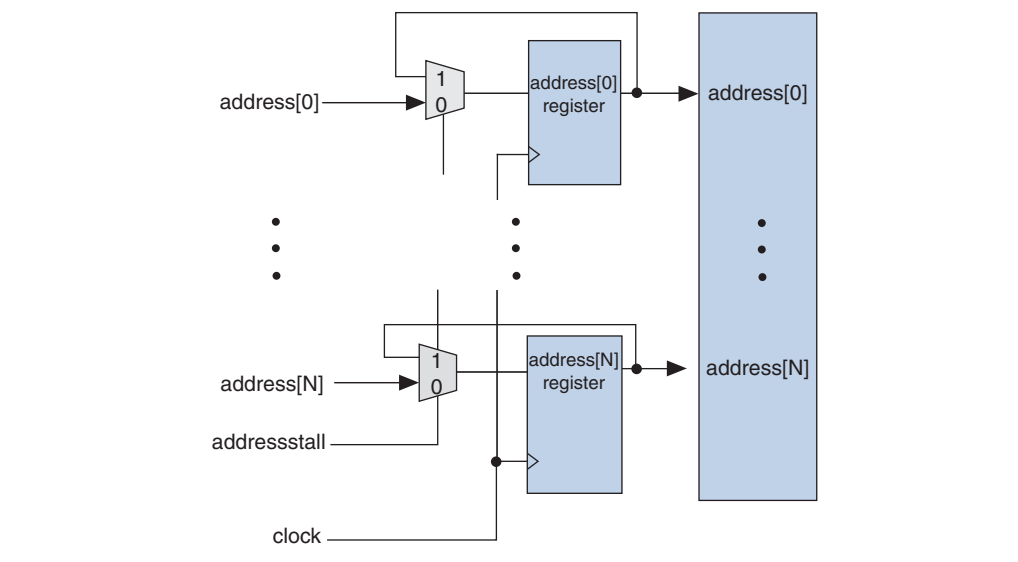 address[0]
1
0
address[0]
register
address[0]
address[N]
1
0
address[N]
register
address[N]
addressstall
clock